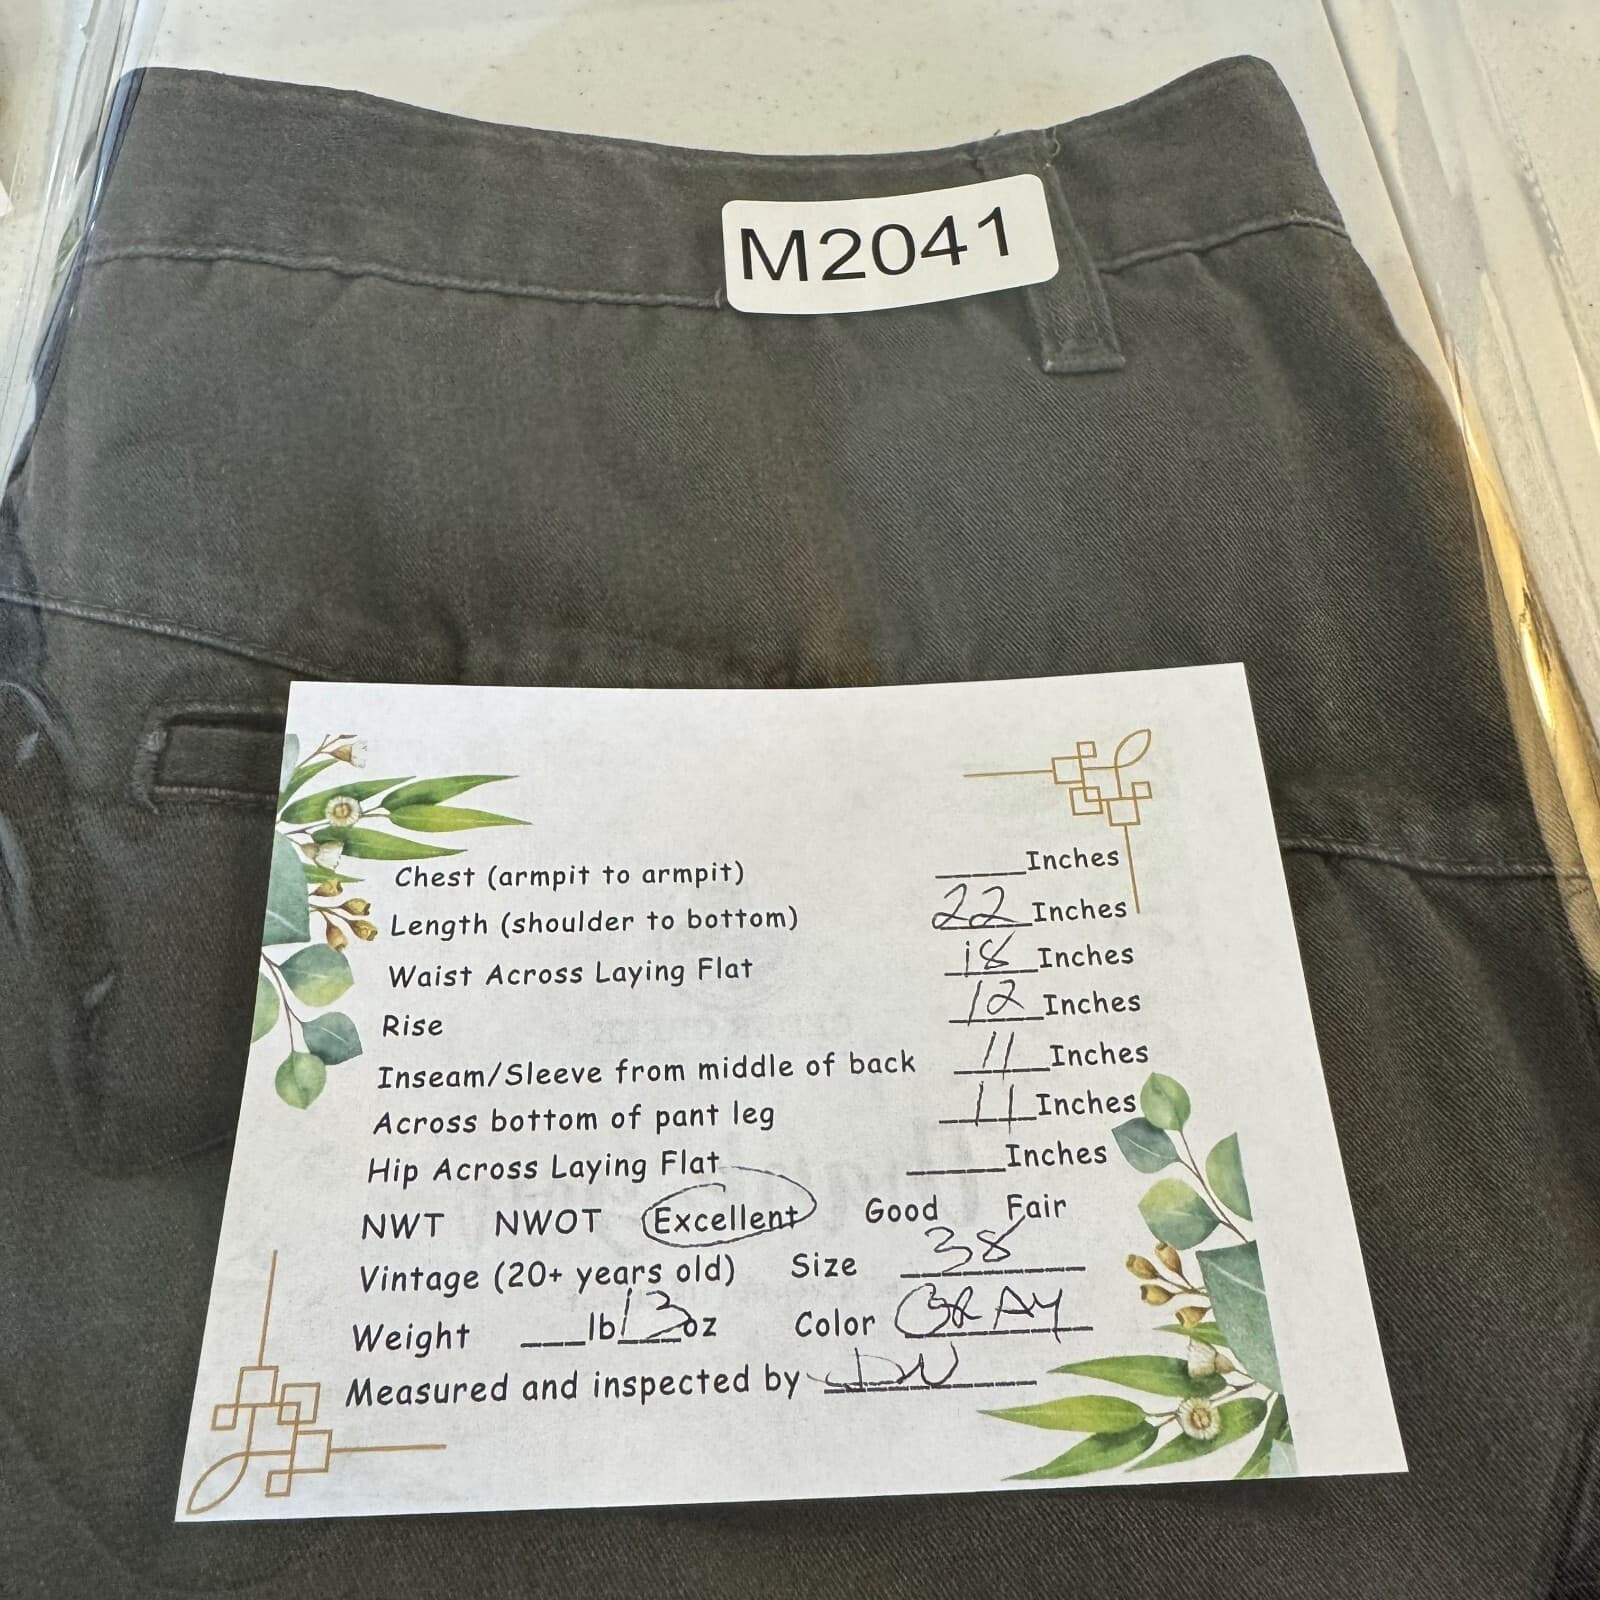 M2041
Chest (armpit to armpit) ____Inches
Length (shoulder to bottom) 22 Inches
Waist Across Laying Flat 18 Inches
Rise 12 Inches
Inseam/Sleeve from middle of back 11 Inches
Across bottom of pant leg 11 Inches
Hip Across Laying Flat ____Inches
NWT NWOT Excellent Good Fair
Vintage (20+ years old) Size 38
Weight ___lb 13 oz Color GRAY
Measured and inspected by DW